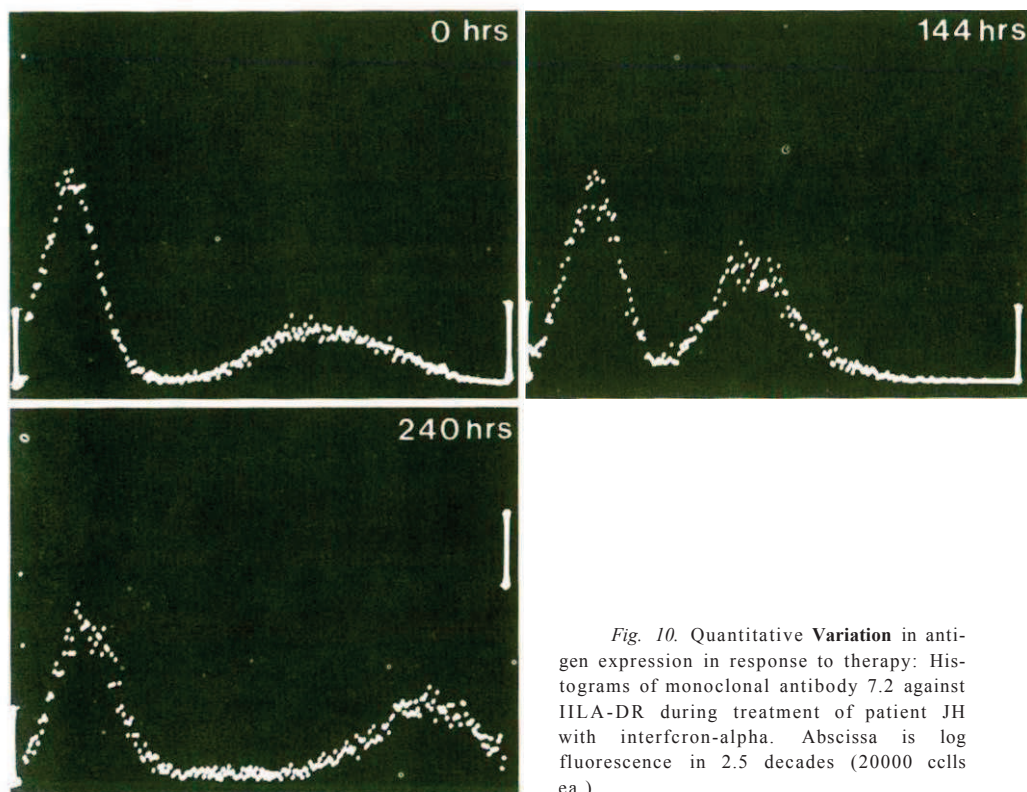 0 hrs
144 hrs
240 hrs
Fig. 10. Quantitative Variation in anti-
gen expression in response to therapy: His-
tograms of monoclonal antibody 7.2 against
IILA-DR during treatment of patient JH
with interfcron-alpha. Abscissa is log
fluorescence in 2.5 decades (20000 cclls
ea.)